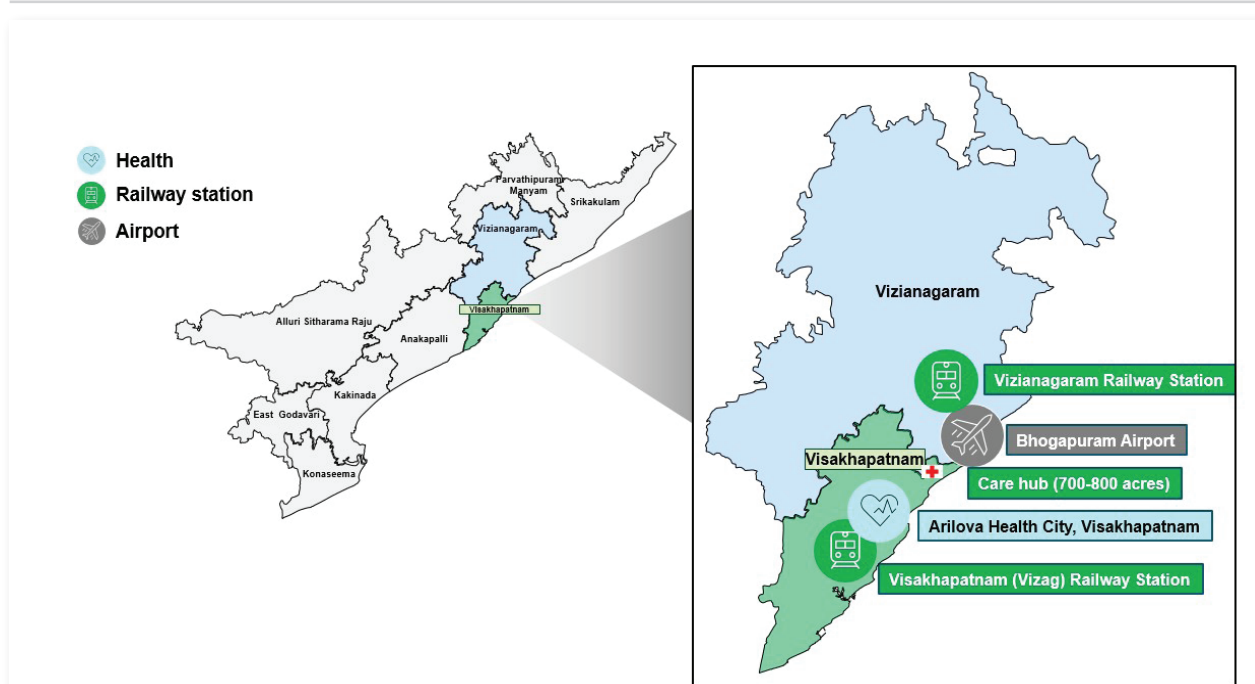 Health
Railway station
Airport
Parvathipuram
Manyam
Srikakulam
Vizianagaram
Visakhapatnam
Alluri Sitharama Raju
Anakapalli
Kakinada
East Godavari
Konaseema
Vizianagaram
Vizianagaram Railway Station
Bhogapuram Airport
Visakhapatnam
Care hub (700-800 acres)
Arilova Health City, Visakhapatnam
Visakhapatnam (Vizag) Railway Station